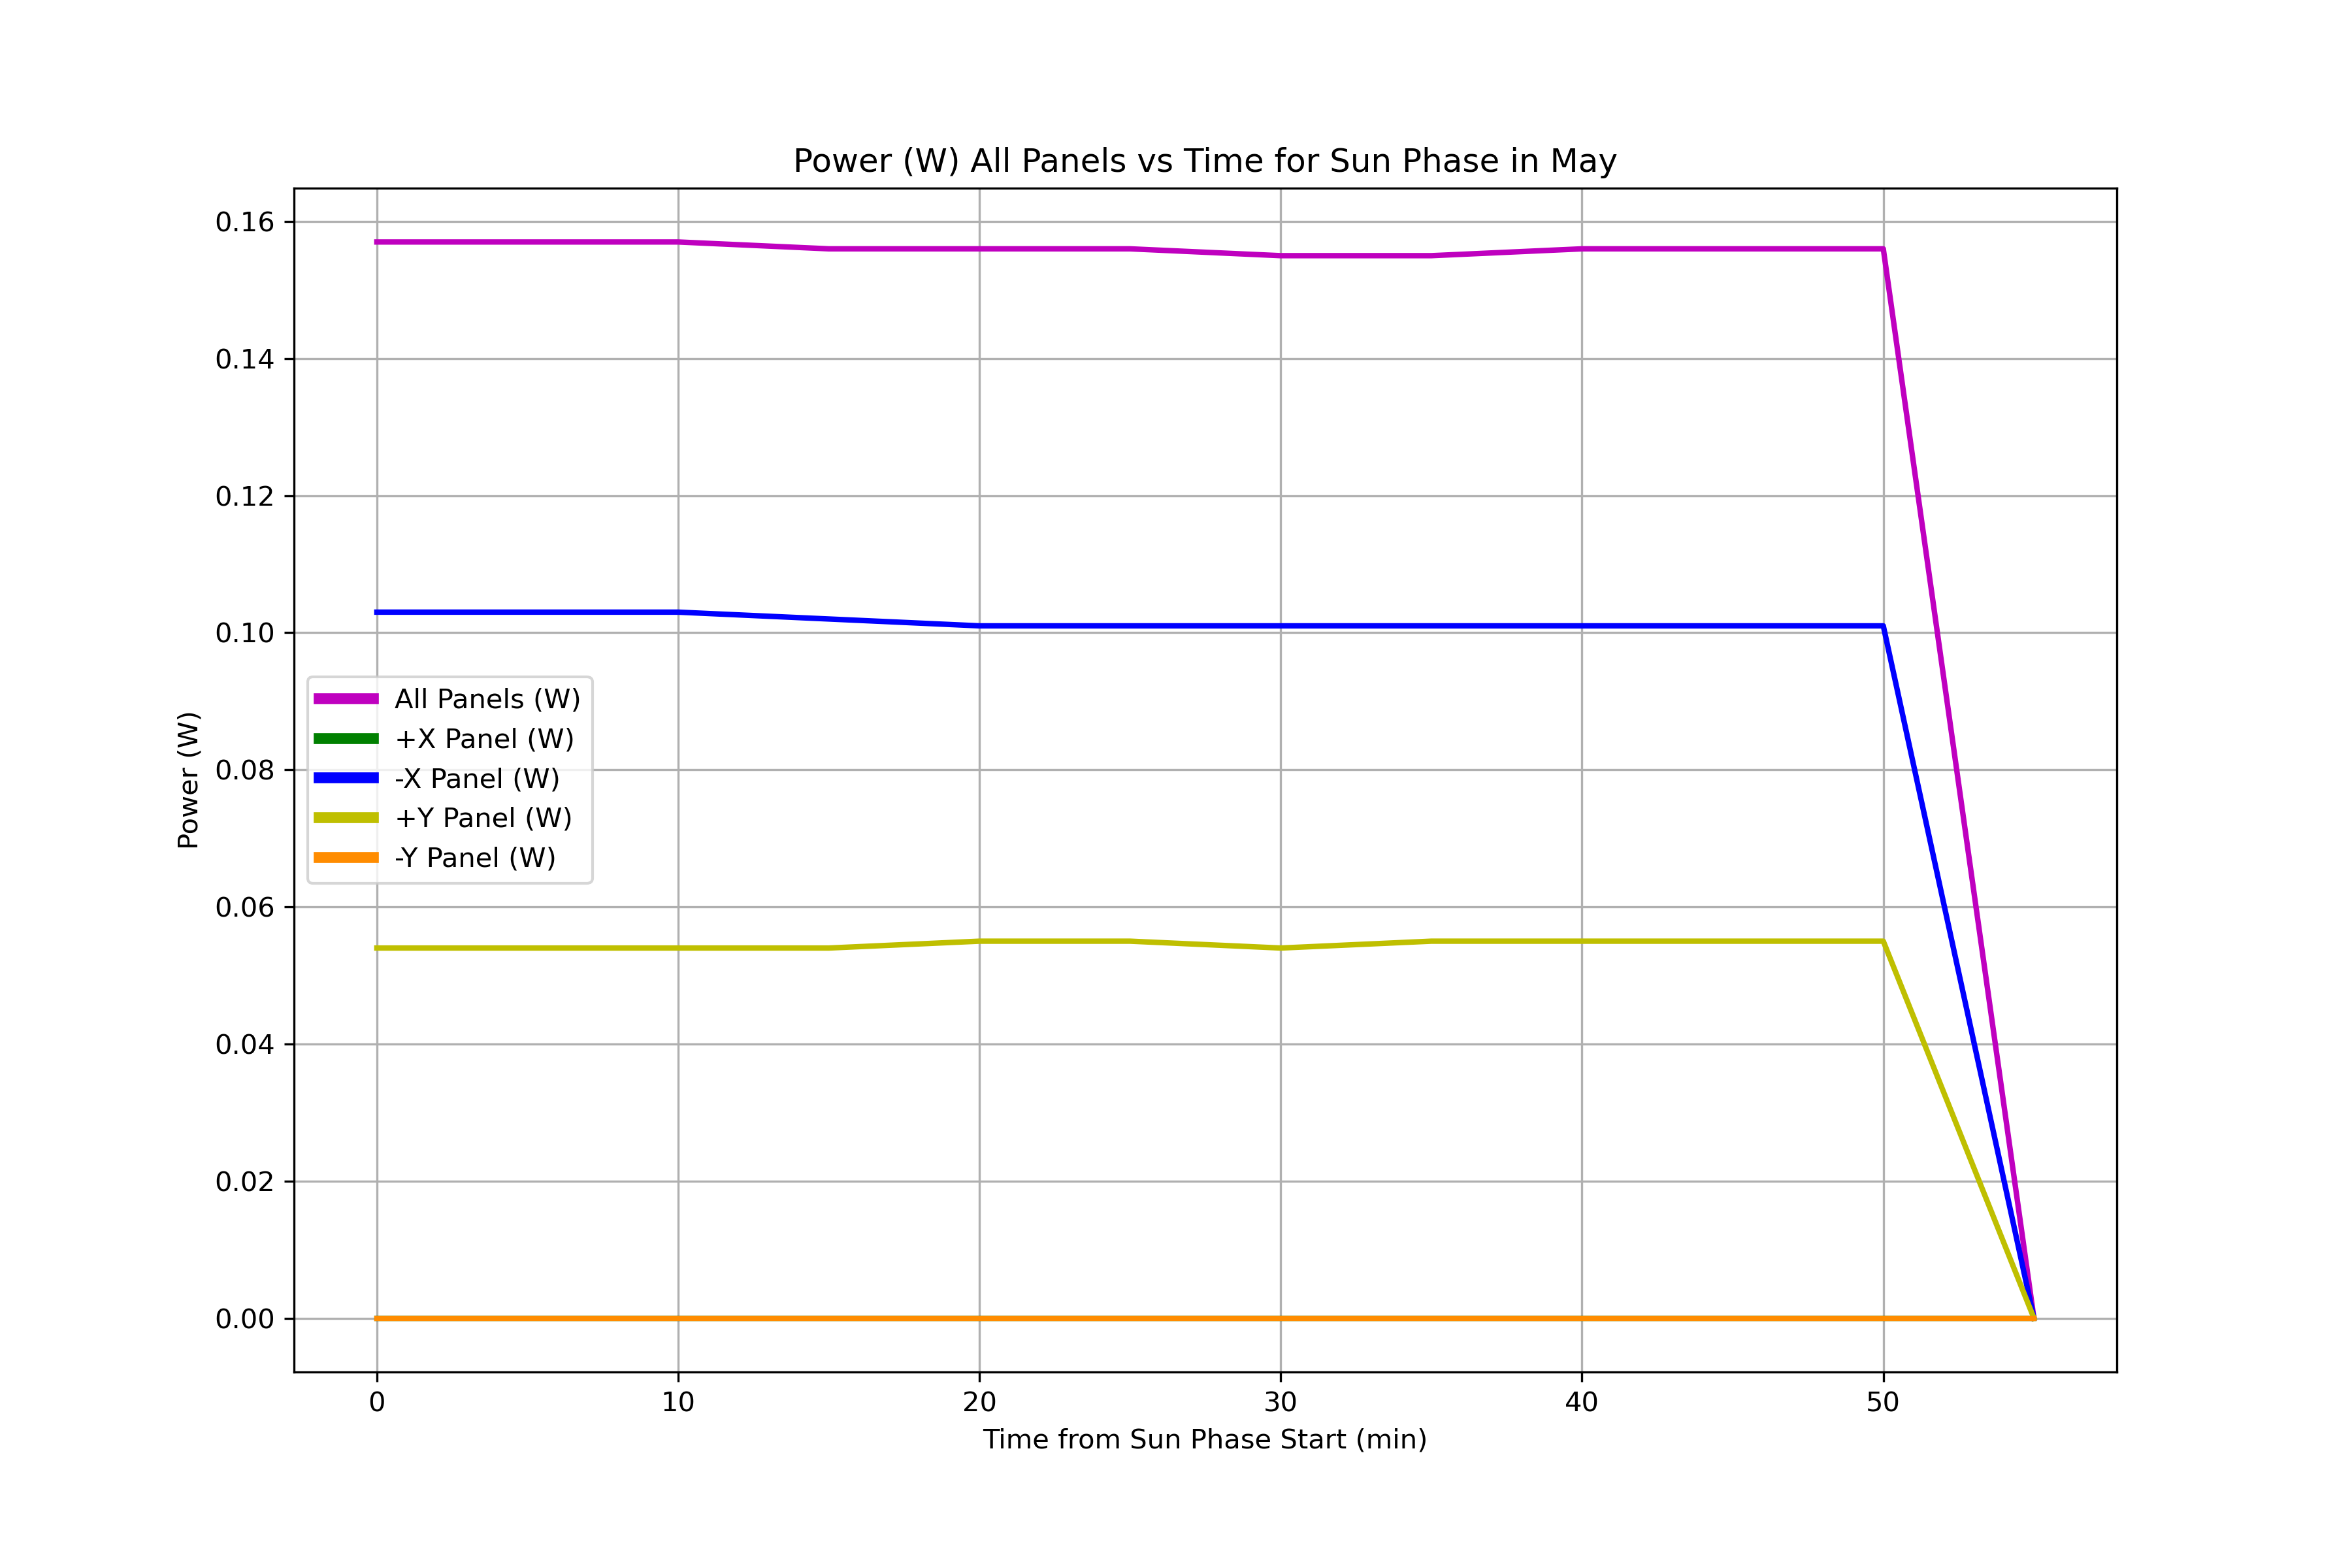 Power (W) All Panels vs Time for Sun Phase in May
0.16
0.14
0.12
0.10
0.08
0.06
0.04
0.02
0.00
Power (W)
All Panels (W)
+X Panel (W)
-X Panel (W)
+Y Panel (W)
-Y Panel (W)
0 10 20 30 40 50
Time from Sun Phase Start (min)